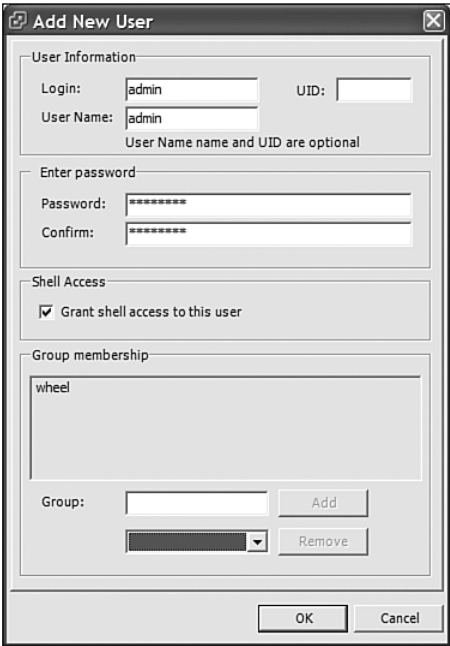 Add New User
User Information
Login: admin UID:
User Name: admin
User Name name and UID are optional
Enter password
Password: ********
Confirm: ********
Shell Access
Grant shell access to this user
Group membership
wheel
Group: Add
Remove
OK Cancel